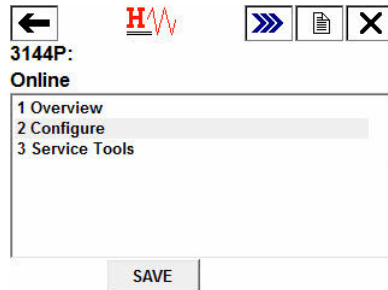 H
3144P:
Online
1 Overview
2 Configure
3 Service Tools
SAVE